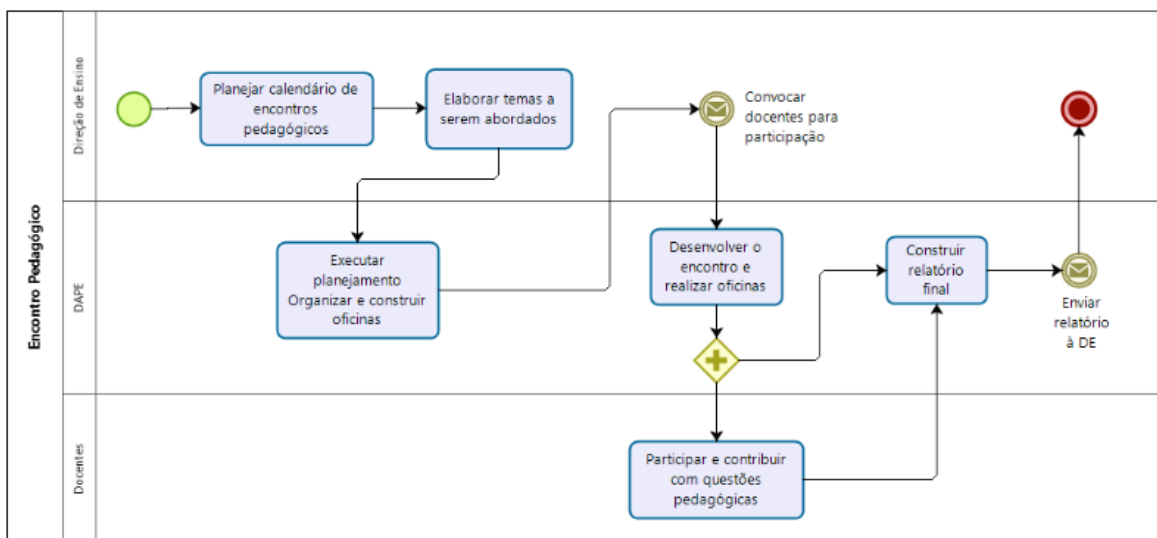 Encontro Pedagógico
Direção de Ensino
Planejar calendário de
encontros
pedagógicos
Elaborar temas a
serem abordados
Convocar
docentes para
participação
DAPE
Executar
planejamento
Organizar e construir
oficinas
Desenvolver o
encontro e
realizar oficinas
Construir
relatório
final
Enviar
relatório
à DE
Docentes
Participar e contribuir
com questões
pedagógicas